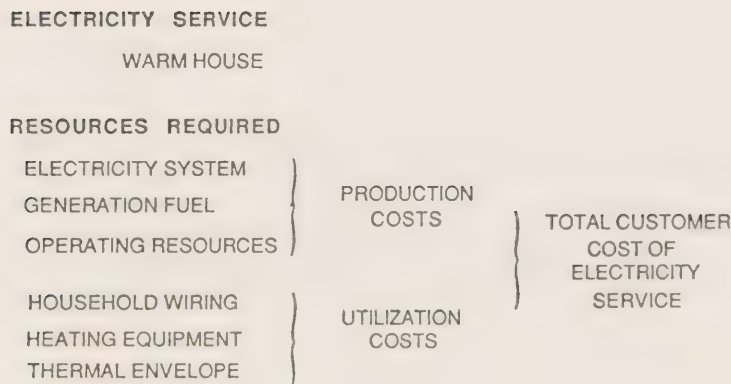 ELECTRICITY SERVICE
WARM HOUSE
RESOURCES REQUIRED
ELECTRICITY SYSTEM
GENERATION FUEL
OPERATING RESOURCES
PRODUCTION
COSTS
HOUSEHOLD WIRING
HEATING EQUIPMENT
THERMAL ENVELOPE
UTILIZATION
COSTS
TOTAL CUSTOMER
COST OF
ELECTRICITY
SERVICE